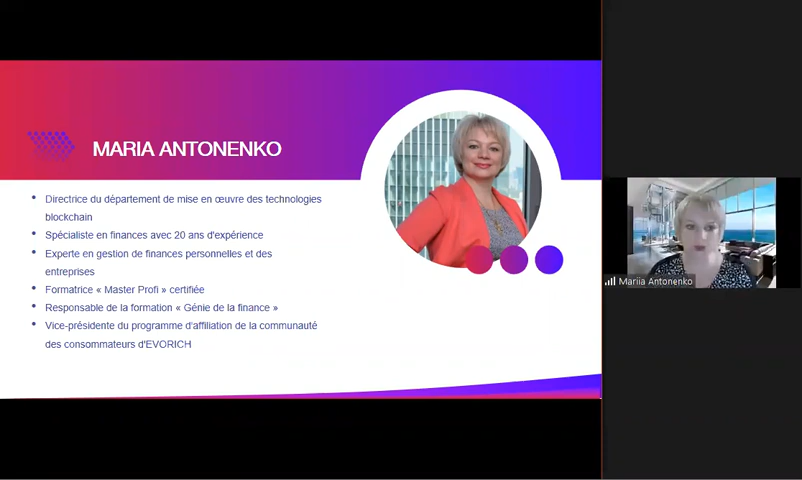 MARIA ANTONENKO
Directrice du département de mise en œuvre des technologies
blockchain
Spécialiste en finances avec 20 ans d'expérience
Experte en gestion de finances personnelles et des
entreprises
Formatrice « Master Profi » certifiée
Responsable de la formation « Génie de la finance »
Vice-présidente du programme d'affiliation de la communauté
des consommateurs d'EVORICH
Mariia Antonenko